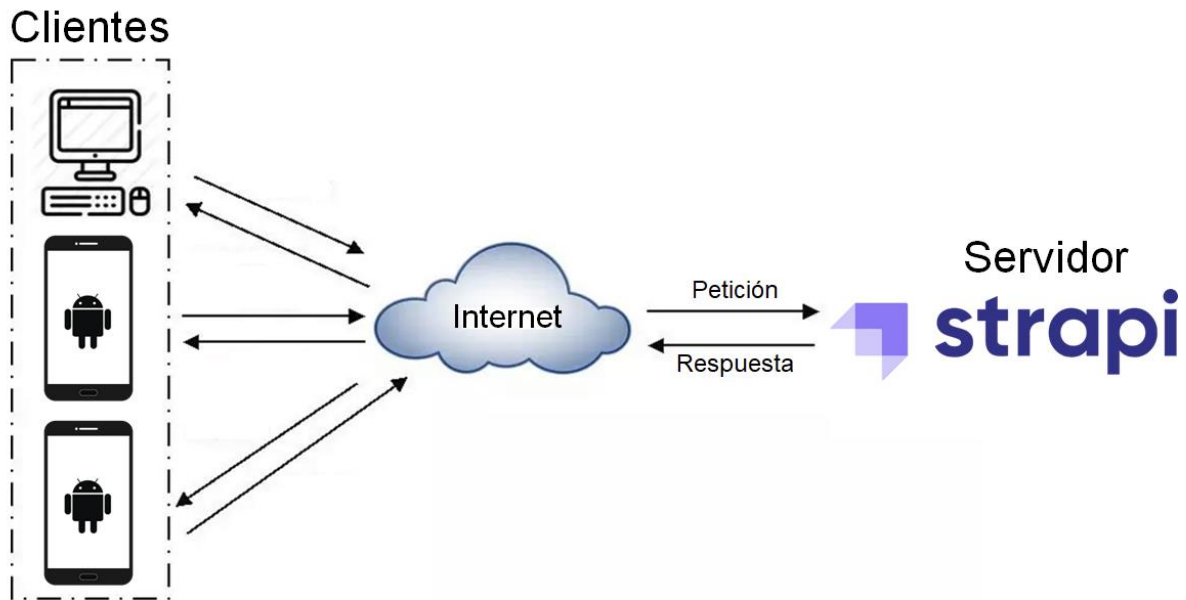 Clientes
Internet
Petición
Respuesta
Servidor
strapi